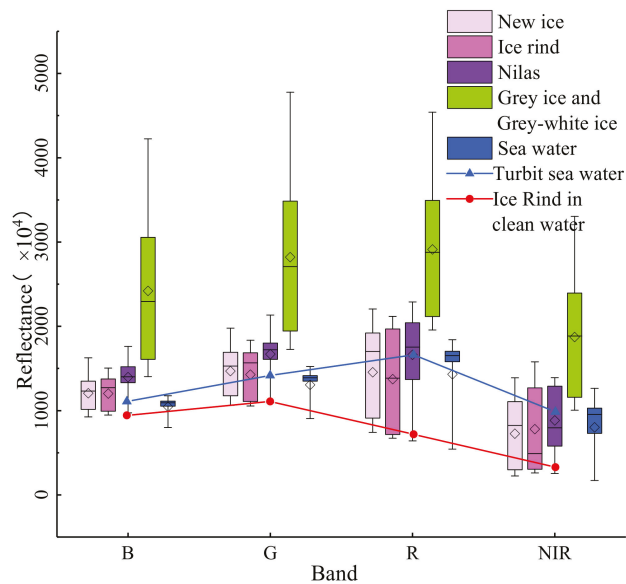 New ice
Ice rind
Nilas
Grey ice and
Grey-white ice
Sea water
Turbit sea water
Ice Rind in
clean water
Reflectance( ×10⁴)
5000
4000
3000
2000
1000
0
B G R NIR
Band